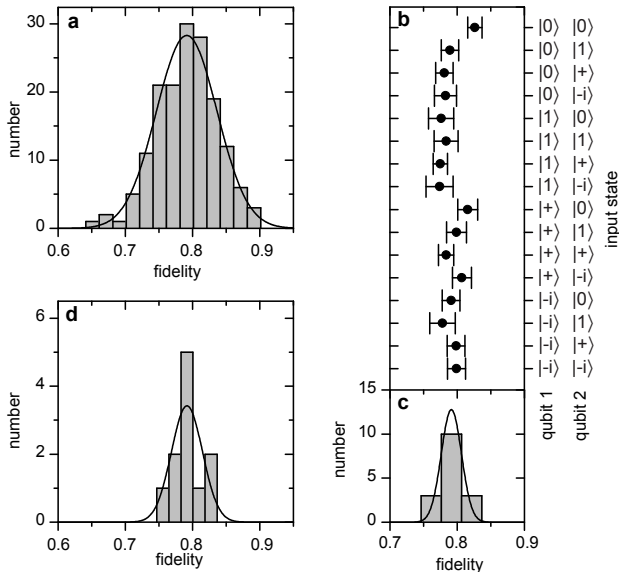 a
30
20
10
0
number
0.6 0.7 0.8 0.9
fidelity
b
|0⟩ |0⟩
|0⟩ |1⟩
|0⟩ |+⟩
|0⟩ |-i⟩
|1⟩ |0⟩
|1⟩ |1⟩
|1⟩ |+⟩
|1⟩ |-i⟩
|+⟩ |0⟩
|+⟩ |1⟩
|+⟩ |+⟩
|+⟩ |-i⟩
|-i⟩ |0⟩
|-i⟩ |1⟩
|-i⟩ |+⟩
|-i⟩ |-i⟩
input state
qubit 1
qubit 2
d
6
4
2
0
number
0.6 0.7 0.8 0.9
fidelity
c
15
10
5
0
number
0.7 0.8 0.9
fidelity